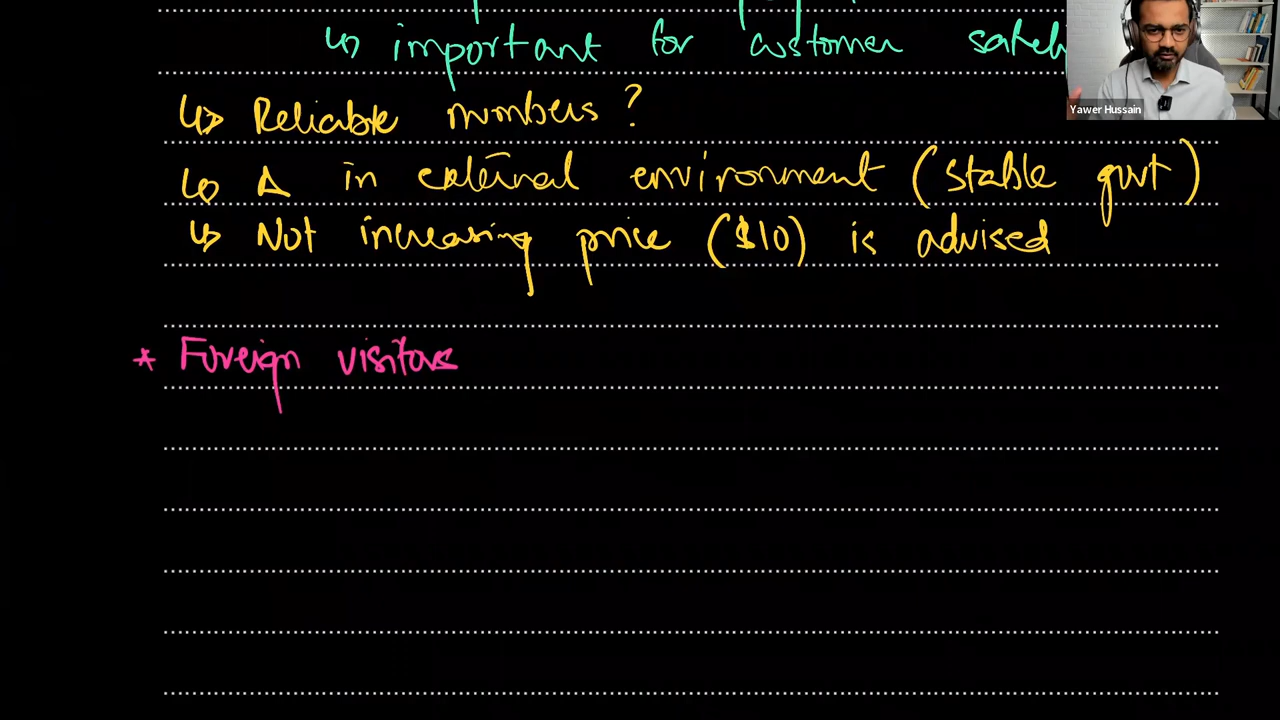 ↳ important for customer
Yawer Hussain
↳ Reliable numbers?
↳ Δ in external environment (stable govt)
↳ Not increasing price ($10) is advised
* Foreign visitors